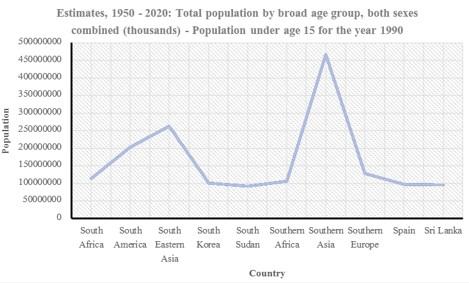 Estimates, 1950 - 2020: Total population by broad age group, both sexes
combined (thousands) - Population under age 15 for the year 1990
Population
500000000
450000000
400000000
350000000
300000000
250000000
200000000
150000000
100000000
50000000
0
South Africa
South America
South Eastern Asia
South Korea
South Sudan
Southern Africa
Southern Asia
Southern Europe
Spain
Sri Lanka
Country